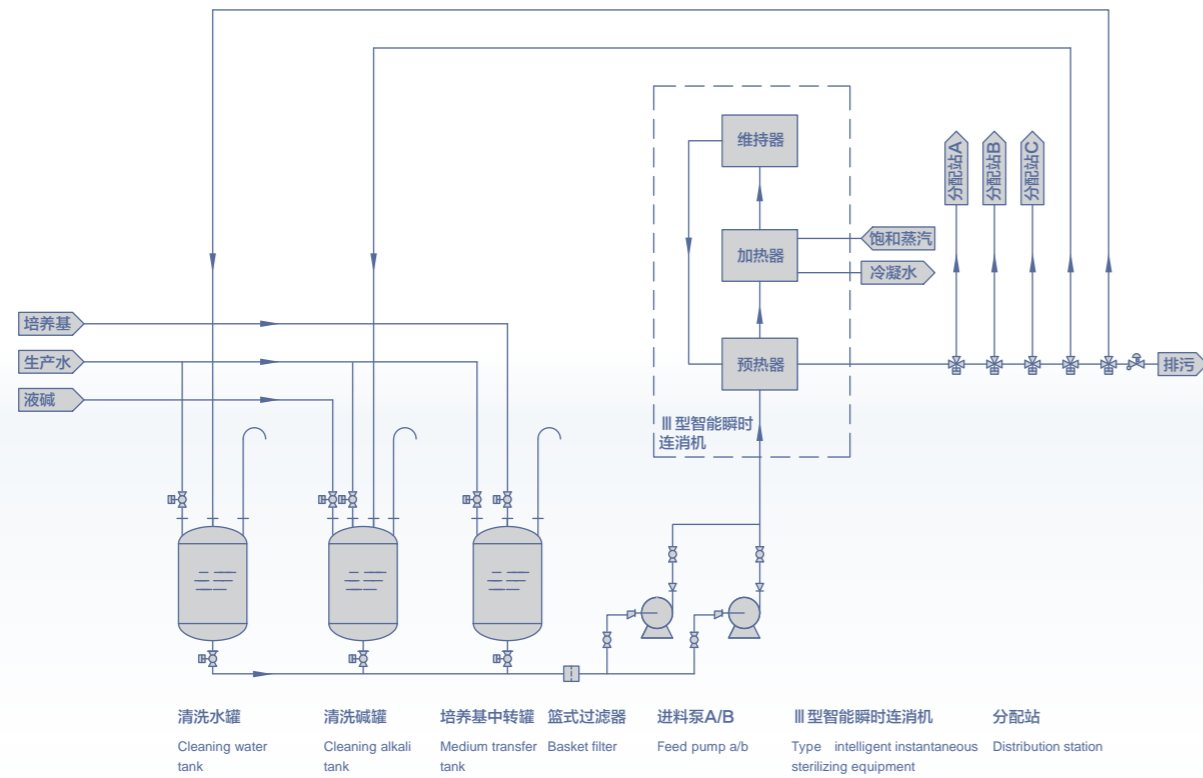 维持器
分配站A
分配站B
分配站C
饱和蒸汽
加热器
冷凝水
培养基
生产水
预热器
排污
液碱
Ⅲ型智能瞬时
连消机
清洗水罐
Cleaning water
tank
清洗碱罐
Cleaning alkali
tank
培养基中转罐
Medium transfer
tank
篮式过滤器
Basket filter
进料泵A/B
Feed pump a/b
Ⅲ型智能瞬时连消机
Type intelligent instantaneous
sterilizing equipment
分配站
Distribution station